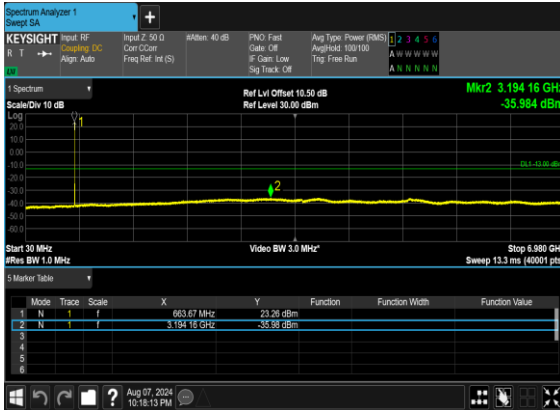 Spectrum Analyzer 1
Swept SA
+
KEYSIGHT Input: RF Input Z: 50 Ω #Atten: 40 dB PNO: Fast Avg Type: Power (RMS) 1 2 3 4 5 6
R T Coupling: DC Corr CCorr Gate: Off Avg|Hold: 100/100 A W W W W W
Align: Auto Freq Ref: Int (S) IF Gain: Low Trig: Free Run
LXI Sig Track: Off A N N N N N
1 Spectrum Ref Lvl Offset 10.50 dB Mkr2 3.194 16 GHz
Scale/Div 10 dB Ref Level 30.00 dBm -35.984 dBm
Log
20.0
10.0
0.00
-10.0
-20.0
-30.0
-40.0
-50.0
-60.0
1
DL1 -13.00 dBm
2
Start 30 MHz Video BW 3.0 MHz* Stop 6.980 GHz
#Res BW 1.0 MHz Sweep 13.3 ms (40001 pts)
5 Marker Table
Mode Trace Scale X Y Function Function Width Function Value
1 N 1 f 663.67 MHz 23.26 dBm
2 N 1 f 3.194 16 GHz -35.98 dBm
3
4
5
6
? Aug 07, 2024
10:18:13 PM